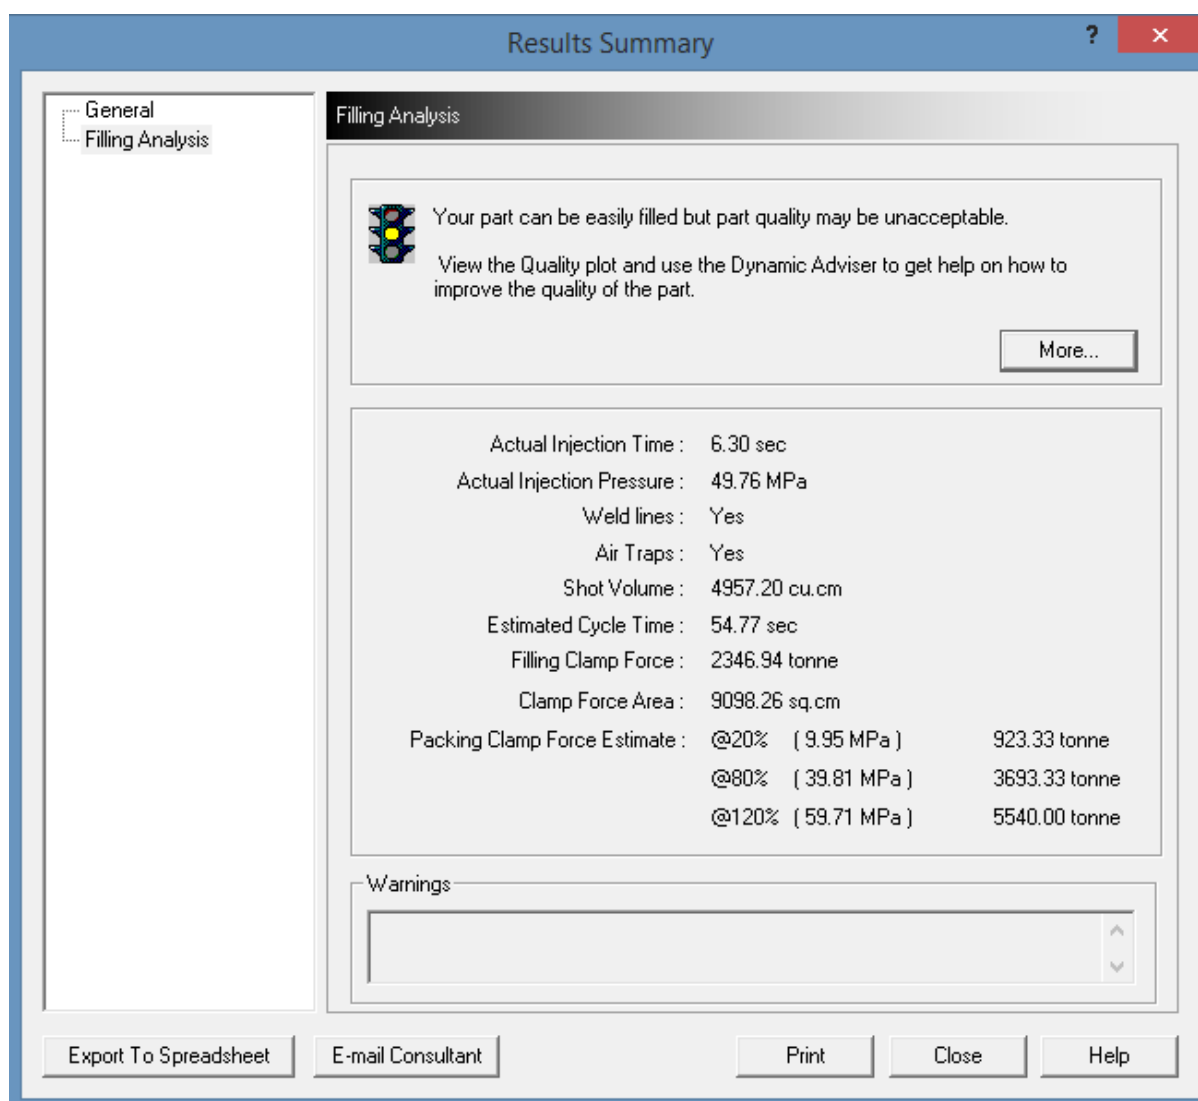 Results Summary
?
General
Filling Analysis
Filling Analysis
Your part can be easily filled but part quality may be unacceptable.
View the Quality plot and use the Dynamic Adviser to get help on how to
improve the quality of the part.
More...
Actual Injection Time : 6.30 sec
Actual Injection Pressure : 49.76 MPa
Weld lines : Yes
Air Traps : Yes
Shot Volume : 4957.20 cu.cm
Estimated Cycle Time : 54.77 sec
Filling Clamp Force : 2346.94 tonne
Clamp Force Area : 9098.26 sq.cm
Packing Clamp Force Estimate : @20% ( 9.95 MPa ) 923.33 tonne
@80% ( 39.81 MPa ) 3693.33 tonne
@120% ( 59.71 MPa ) 5540.00 tonne
Warnings
Export To Spreadsheet E-mail Consultant Print Close Help